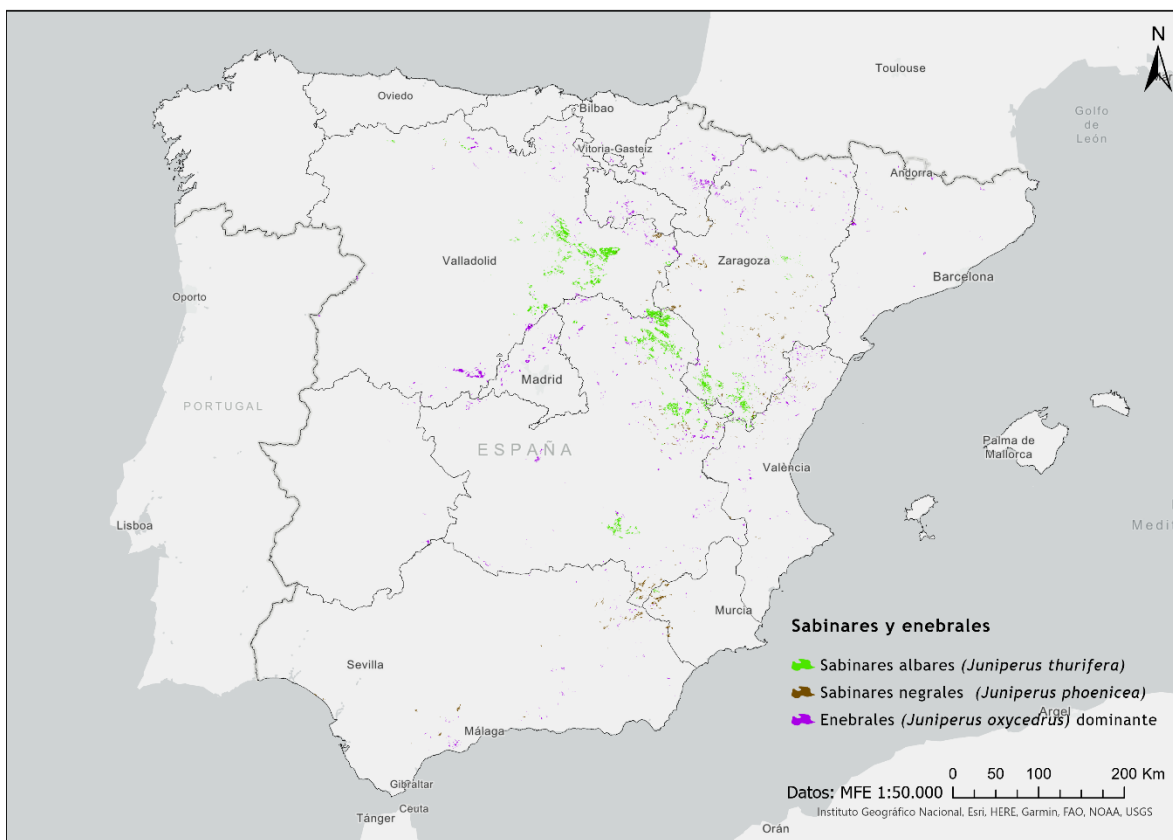 N
Toulouse
Oviedo
Bilbao
Golfo
de
León
Vitoria-Gasteiz
Andorra
Valladolid
Zaragoza
Barcelona
Oporto
Madrid
PORTUGAL
ESPAÑA
Palma de
Mallorca
València
Lisboa
Medit
Murcia
Sabinares y enebrales
Sevilla
Sabinares albares (Juniperus thurifera)
Sabinares negrales (Juniperus phoenicea)
Argel
Enebrales (Juniperus oxycedrus) dominante
Málaga
Gibraltar
Ceuta
Tánger
0 50 100 200 Km
Datos: MFE 1:50.000
Instituto Geográfico Nacional, Esri, HERE, Garmin, FAO, NOAA, USGS
Orán